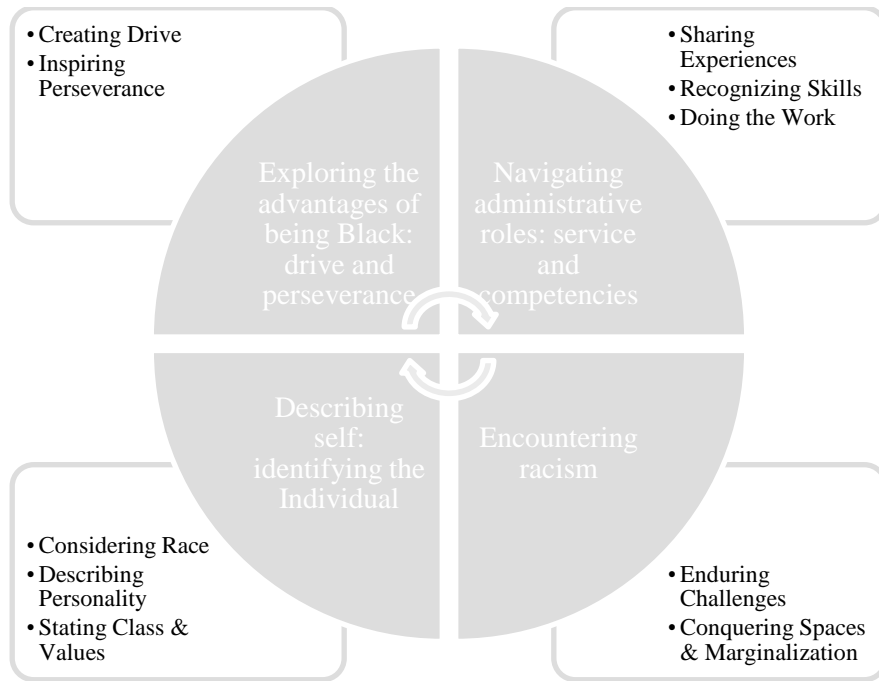 • Creating Drive
• Inspiring
Perseverance
• Sharing
Experiences
• Recognizing Skills
• Doing the Work
Exploring the
advantages of
being Black:
drive and
perseverance
Navigating
administrative
roles: service
and
competencies
Describing
self:
identifying the
Individual
Encountering
racism
• Considering Race
• Describing
Personality
• Stating Class &
Values
• Enduring
Challenges
• Conquering Spaces
& Marginalization